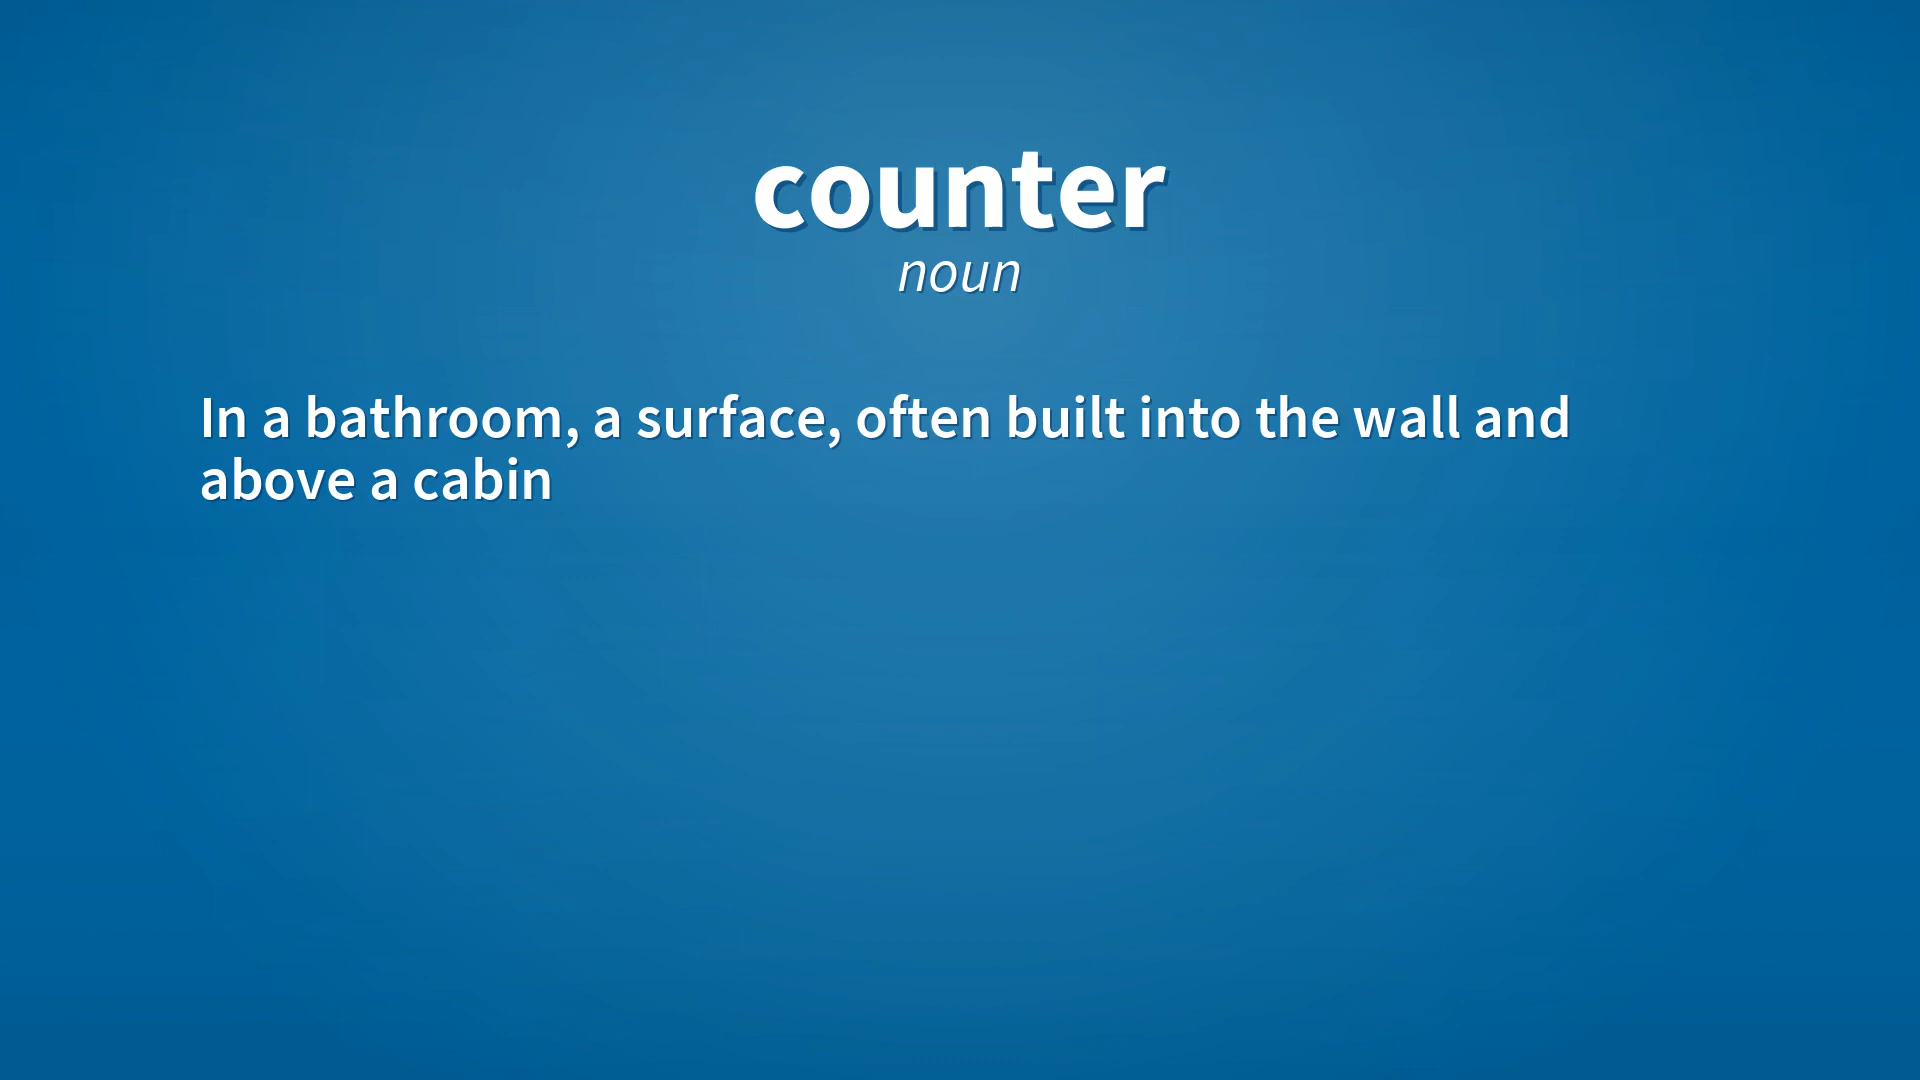 counter
noun
In a bathroom, a surface, often built into the wall and
above a cabin